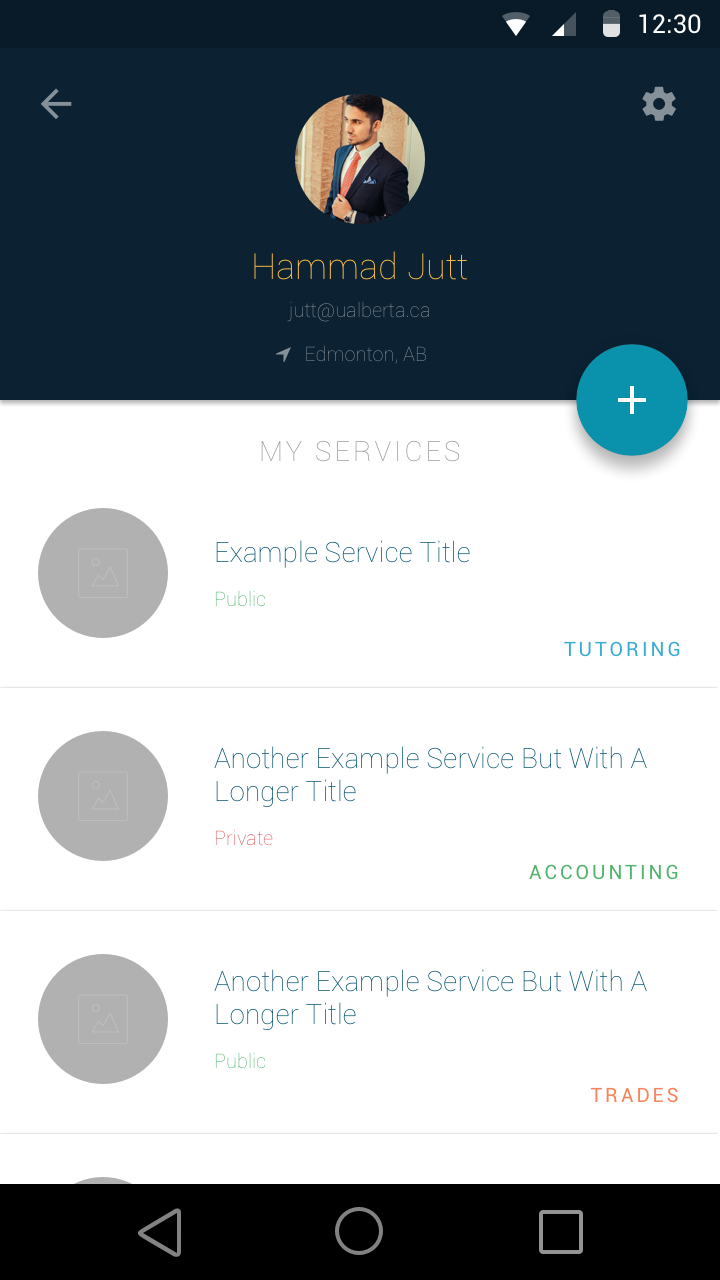 12:30
Hammad Jutt
jutt@ualberta.ca
Edmonton, AB
MY SERVICES
Example Service Title
Public
TUTORING
Another Example Service But With A
Longer Title
Private
ACCOUNTING
Another Example Service But With A
Longer Title
Public
TRADES